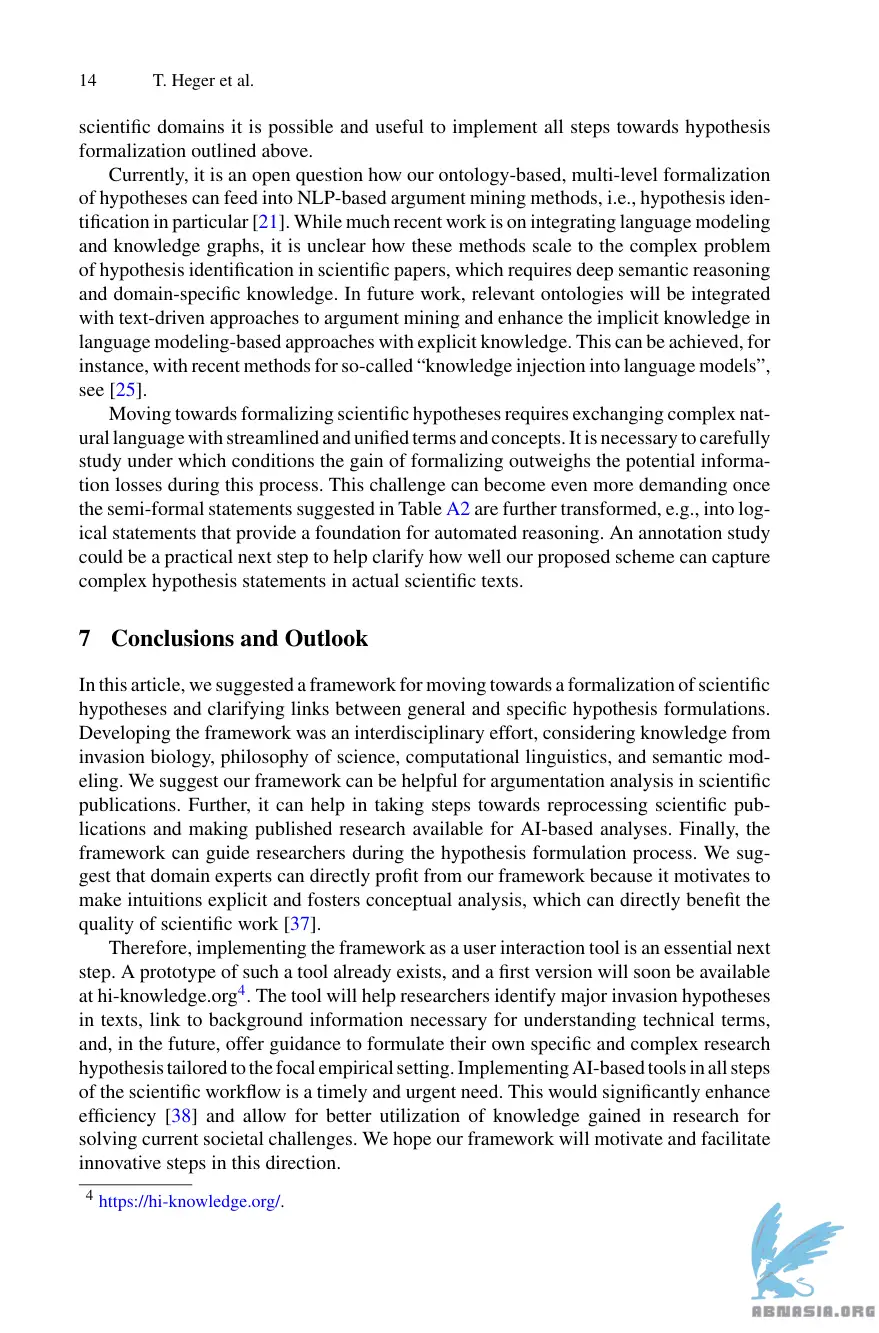 14 T. Heger et al.
scientific domains it is possible and useful to implement all steps towards hypothesis
formalization outlined above.
Currently, it is an open question how our ontology-based, multi-level formalization
of hypotheses can feed into NLP-based argument mining methods, i.e., hypothesis iden-
tification in particular [21]. While much recent work is on integrating language modeling
and knowledge graphs, it is unclear how these methods scale to the complex problem
of hypothesis identification in scientific papers, which requires deep semantic reasoning
and domain-specific knowledge. In future work, relevant ontologies will be integrated
with text-driven approaches to argument mining and enhance the implicit knowledge in
language modeling-based approaches with explicit knowledge. This can be achieved, for
instance, with recent methods for so-called “knowledge injection into language models”,
see [25].
Moving towards formalizing scientific hypotheses requires exchanging complex nat-
ural language with streamlined and unified terms and concepts. It is necessary to carefully
study under which conditions the gain of formalizing outweighs the potential informa-
tion losses during this process. This challenge can become even more demanding once
the semi-formal statements suggested in Table A2 are further transformed, e.g., into log-
ical statements that provide a foundation for automated reasoning. An annotation study
could be a practical next step to help clarify how well our proposed scheme can capture
complex hypothesis statements in actual scientific texts.
7 Conclusions and Outlook
In this article, we suggested a framework for moving towards a formalization of scientific
hypotheses and clarifying links between general and specific hypothesis formulations.
Developing the framework was an interdisciplinary effort, considering knowledge from
invasion biology, philosophy of science, computational linguistics, and semantic mod-
eling. We suggest our framework can be helpful for argumentation analysis in scientific
publications. Further, it can help in taking steps towards reprocessing scientific pub-
lications and making published research available for AI-based analyses. Finally, the
framework can guide researchers during the hypothesis formulation process. We sug-
gest that domain experts can directly profit from our framework because it motivates to
make intuitions explicit and fosters conceptual analysis, which can directly benefit the
quality of scientific work [37].
Therefore, implementing the framework as a user interaction tool is an essential next
step. A prototype of such a tool already exists, and a first version will soon be available
at hi-knowledge.org4. The tool will help researchers identify major invasion hypotheses
in texts, link to background information necessary for understanding technical terms,
and, in the future, offer guidance to formulate their own specific and complex research
hypothesis tailored to the focal empirical setting. Implementing AI-based tools in all steps
of the scientific workflow is a timely and urgent need. This would significantly enhance
efficiency [38] and allow for better utilization of knowledge gained in research for
solving current societal challenges. We hope our framework will motivate and facilitate
innovative steps in this direction.
4 https://hi-knowledge.org/.
ABNASIA.ORG